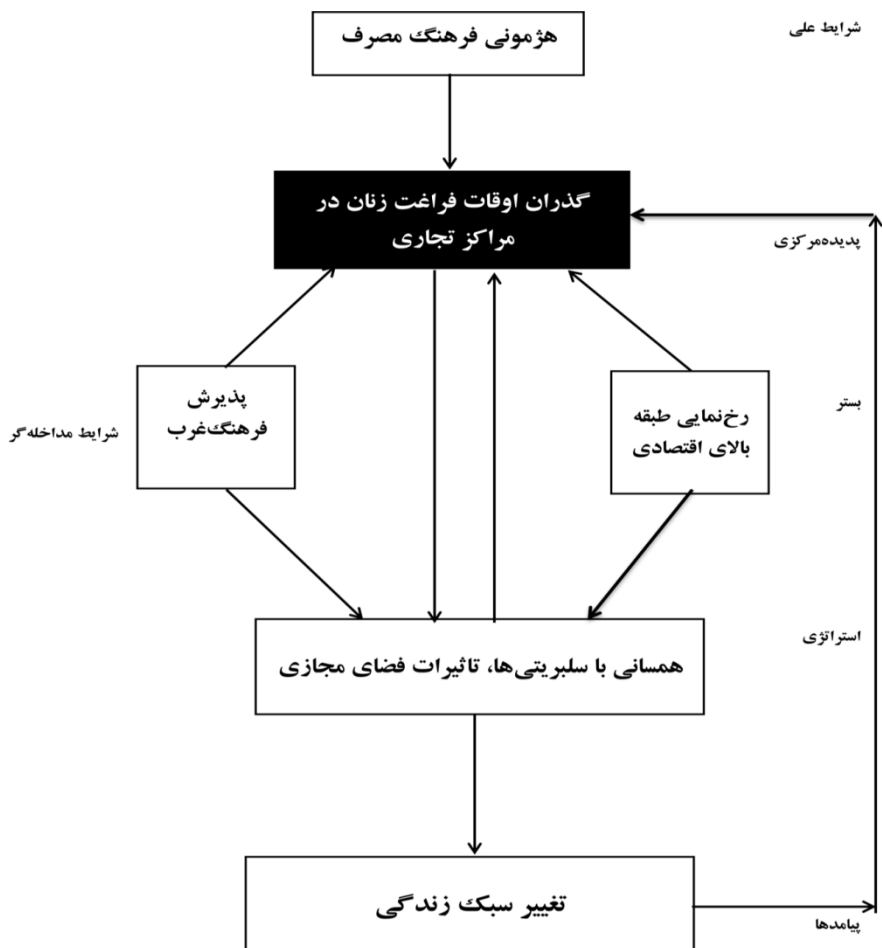 شرایط علی
هژمونی فرهنگ مصرف
گذران اوقات فراغت زنان در
مراکز تجاری
پدیده‌مرکزی
بستر
رخ‌نمایی طبقه
بالای اقتصادی
پذیرش
فرهنگ‌غرب
شرایط مداخله‌گر
استراتژی
همسانی با سلبریتی‌ها، تاثیرات فضای مجازی
تغییر سبک زندگی
پیامدها